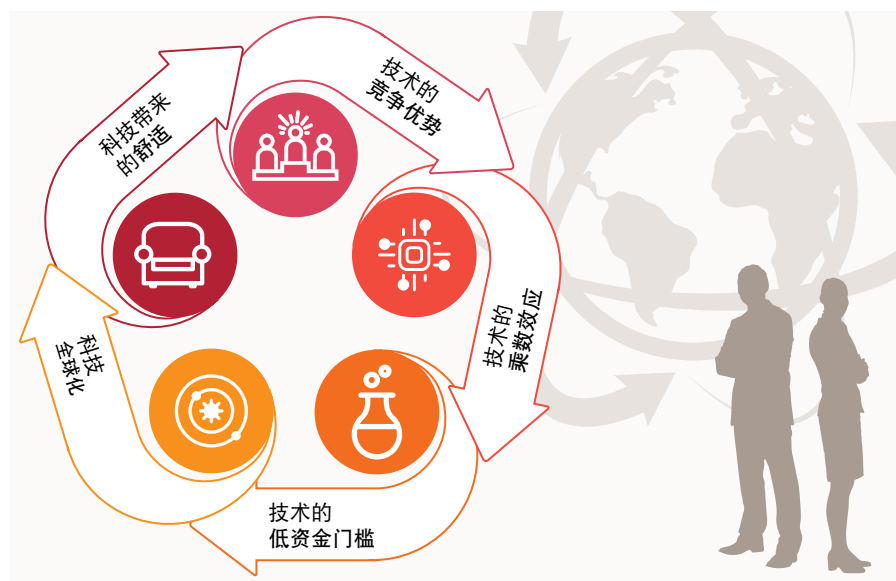 科技带来
的舒适
技术的
竞争优势
技术的
乘数效应
技术的
低资金门槛
科技
全球化